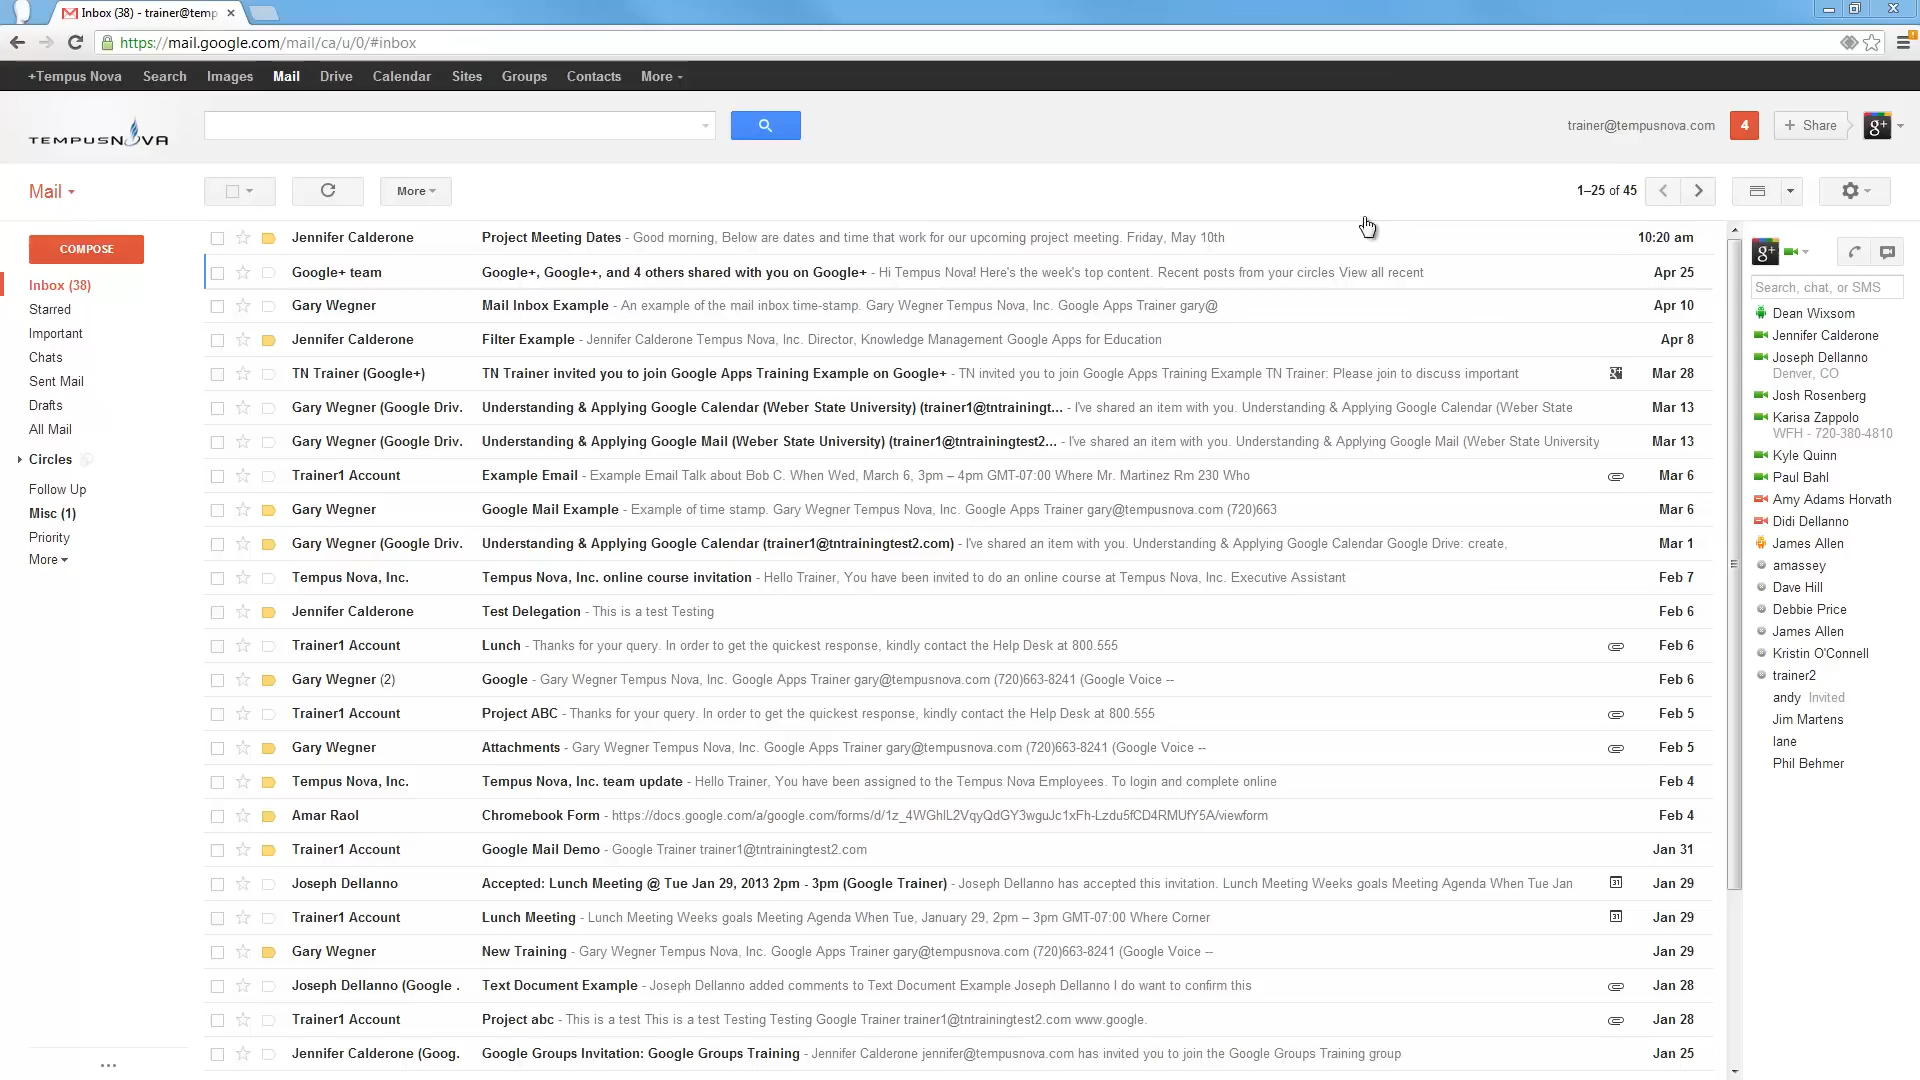 Inbox (38) - trainer@temp
https://mail.google.com/mail/ca/u/0/#inbox
+Tempus Nova Search Images Mail Drive Calendar Sites Groups Contacts More
TEMPUSNOVA
trainer@tempusnova.com 4 + Share g+
Mail More 1–25 of 45
COMPOSE
Inbox (38)
Starred
Important
Chats
Sent Mail
Drafts
All Mail
Circles
Follow Up
Misc (1)
Priority
More
Jennifer Calderone Project Meeting Dates - Good morning, Below are dates and time that work for our upcoming project meeting. Friday, May 10th 10:20 am
Google+ team Google+, Google+, and 4 others shared with you on Google+ - Hi Tempus Nova! Here's the week's top content. Recent posts from your circles View all recent Apr 25
Gary Wegner Mail Inbox Example - An example of the mail inbox time-stamp. Gary Wegner Tempus Nova, Inc. Google Apps Trainer gary@ Apr 10
Jennifer Calderone Filter Example - Jennifer Calderone Tempus Nova, Inc. Director, Knowledge Management Google Apps for Education Apr 8
TN Trainer (Google+) TN Trainer invited you to join Google Apps Training Example on Google+ - TN invited you to join Google Apps Training Example TN Trainer: Please join to discuss important Mar 28
Gary Wegner (Google Driv. Understanding & Applying Google Calendar (Weber State University) (trainer1@tntrainingt... - I've shared an item with you. Understanding & Applying Google Calendar (Weber State Mar 13
Gary Wegner (Google Driv. Understanding & Applying Google Mail (Weber State University) (trainer1@tntrainingtest2... - I've shared an item with you. Understanding & Applying Google Mail (Weber State University Mar 13
Trainer1 Account Example Email - Example Email Talk about Bob C. When Wed, March 6, 3pm – 4pm GMT-07:00 Where Mr. Martinez Rm 230 Who Mar 6
Gary Wegner Google Mail Example - Example of time stamp. Gary Wegner Tempus Nova, Inc. Google Apps Trainer gary@tempusnova.com (720)663 Mar 6
Gary Wegner (Google Driv. Understanding & Applying Google Calendar (trainer1@tntrainingtest2.com) - I've shared an item with you. Understanding & Applying Google Calendar Google Drive: create, Mar 1
Tempus Nova, Inc. Tempus Nova, Inc. online course invitation - Hello Trainer, You have been invited to do an online course at Tempus Nova, Inc. Executive Assistant Feb 7
Jennifer Calderone Test Delegation - This is a test Testing Feb 6
Trainer1 Account Lunch - Thanks for your query. In order to get the quickest response, kindly contact the Help Desk at 800.555 Feb 6
Gary Wegner (2) Google - Gary Wegner Tempus Nova, Inc. Google Apps Trainer gary@tempusnova.com (720)663-8241 (Google Voice -- Feb 6
Trainer1 Account Project ABC - Thanks for your query. In order to get the quickest response, kindly contact the Help Desk at 800.555 Feb 5
Gary Wegner Attachments - Gary Wegner Tempus Nova, Inc. Google Apps Trainer gary@tempusnova.com (720)663-8241 (Google Voice -- Feb 5
Tempus Nova, Inc. Tempus Nova, Inc. team update - Hello Trainer, You have been assigned to the Tempus Nova Employees. To login and complete online Feb 4
Amar Raol Chromebook Form - https://docs.google.com/a/google.com/forms/d/1z_4WGhlL2VqyQdGY3wguJc1xFh-Lzdu5fCD4RMUfY5A/viewform Feb 4
Trainer1 Account Google Mail Demo - Google Trainer trainer1@tntrainingtest2.com Jan 31
Joseph Dellanno Accepted: Lunch Meeting @ Tue Jan 29, 2013 2pm - 3pm (Google Trainer) - Joseph Dellanno has accepted this invitation. Lunch Meeting Weeks goals Meeting Agenda When Tue Jan 31 Jan 29
Trainer1 Account Lunch Meeting - Lunch Meeting Weeks goals Meeting Agenda When Tue, January 29, 2pm – 3pm GMT-07:00 Where Corner 31 Jan 29
Gary Wegner New Training - Gary Wegner Tempus Nova, Inc. Google Apps Trainer gary@tempusnova.com (720)663-8241 (Google Voice -- Jan 29
Joseph Dellanno (Google . Text Document Example - Joseph Dellanno added comments to Text Document Example Joseph Dellanno I do want to confirm this Jan 28
Trainer1 Account Project abc - This is a test This is a test Testing Testing Google Trainer trainer1@tntrainingtest2.com www.google. Jan 28
Jennifer Calderone (Goog. Google Groups Invitation: Google Groups Training - Jennifer Calderone jennifer@tempusnova.com has invited you to join the Google Groups Training group Jan 25
g+
Search, chat, or SMS
Dean Wixsom
Jennifer Calderone
Joseph Dellanno
Denver, CO
Josh Rosenberg
Karisa Zappolo
WFH - 720-380-4810
Kyle Quinn
Paul Bahl
Amy Adams Horvath
Didi Dellanno
James Allen
amassey
Dave Hill
Debbie Price
James Allen
Kristin O'Connell
trainer2
andy Invited
Jim Martens
lane
Phil Behmer